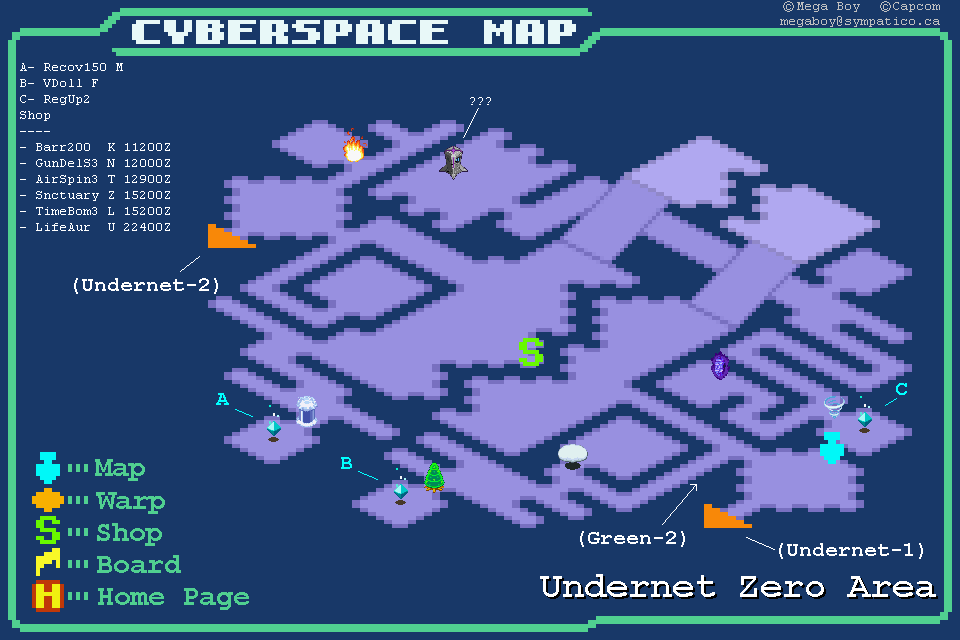 ©Mega Boy ©Capcom
megaboy@sympatico.ca
CYBERSPACE MAP
A- Recov150 M
B- VDoll F
C- RegUp2
Shop
----
- Barr200 K 11200Z
- GunDelS3 N 12000Z
- AirSpin3 T 12900Z
- Snctuary Z 15200Z
- TimeBom3 L 15200Z
- LifeAur U 22400Z
???
(Undernet-2)
S
A
B
C
(Green-2)
(Undernet-1)
Map
Warp
S Shop
Board
H Home Page
Undernet Zero Area